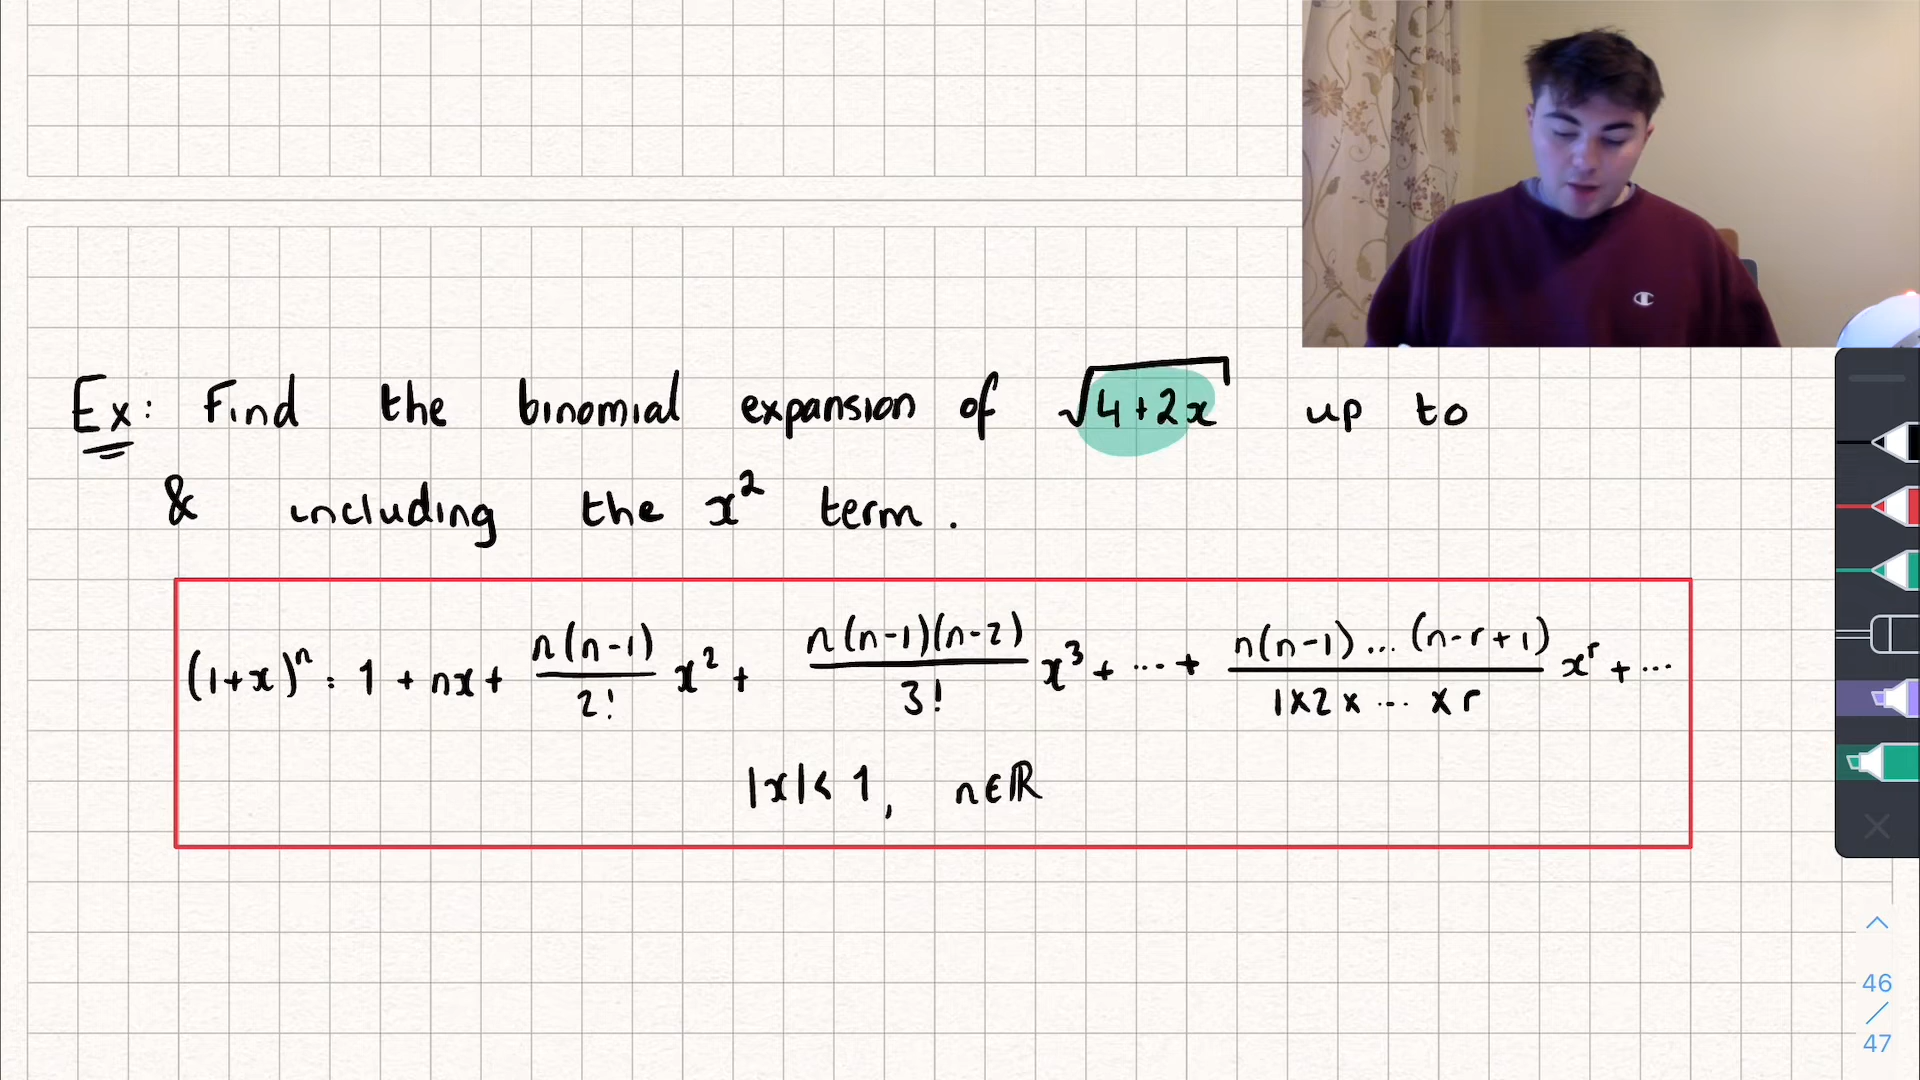 Ex: Find the binomial expansion of √4+2x up to
& including the x² term.
(1+x)ⁿ = 1 + nx + n(n-1)/2! x² + n(n-1)(n-2)/3! x³ + ... + n(n-1)...(n-r+1)/1×2×...×r xʳ + ...
|x| < 1, n∈ℝ
46
/
47